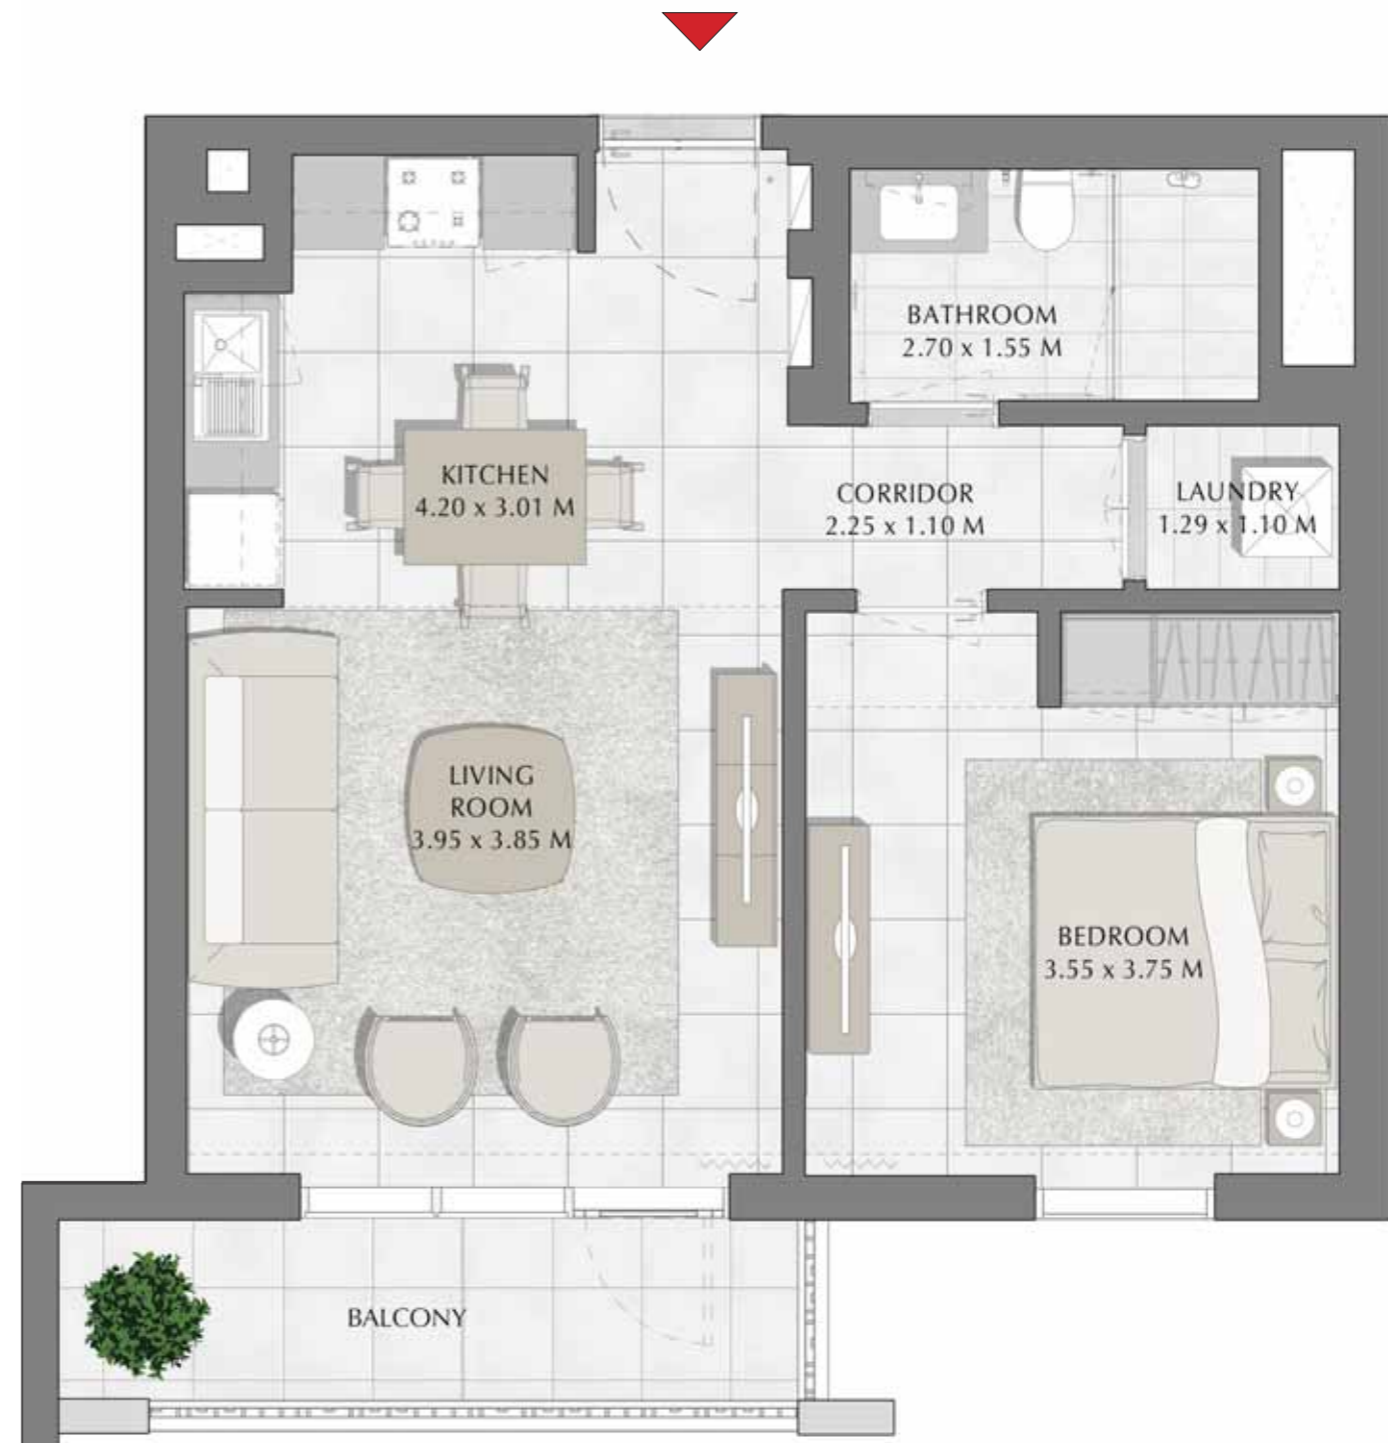 BATHROOM
2.70 x 1.55 M
KITCHEN
4.20 x 3.01 M
CORRIDOR
2.25 x 1.10 M
LAUNDRY
1.29 x 1.10 M
LIVING
ROOM
3.95 x 3.85 M
BEDROOM
3.55 x 3.75 M
BALCONY